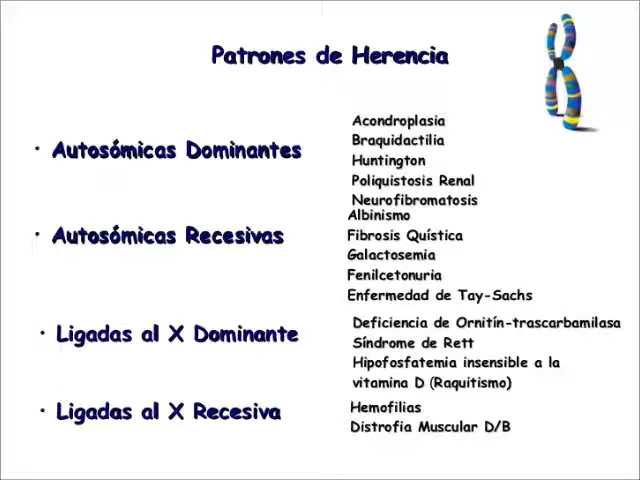 Patrones de Herencia
· Autosómicas Dominantes
Acondroplasia
Braquidactilia
Huntington
Poliquistosis Renal
Neurofibromatosis
· Autosómicas Recesivas
Albinismo
Fibrosis Quística
Galactosemia
Fenilcetonuria
Enfermedad de Tay-Sachs
· Ligadas al X Dominante
Deficiencia de Ornitín-trascarbamilasa
Síndrome de Rett
Hipofosfatemia insensible a la
vitamina D (Raquitismo)
· Ligadas al X Recesiva
Hemofilias
Distrofia Muscular D/B